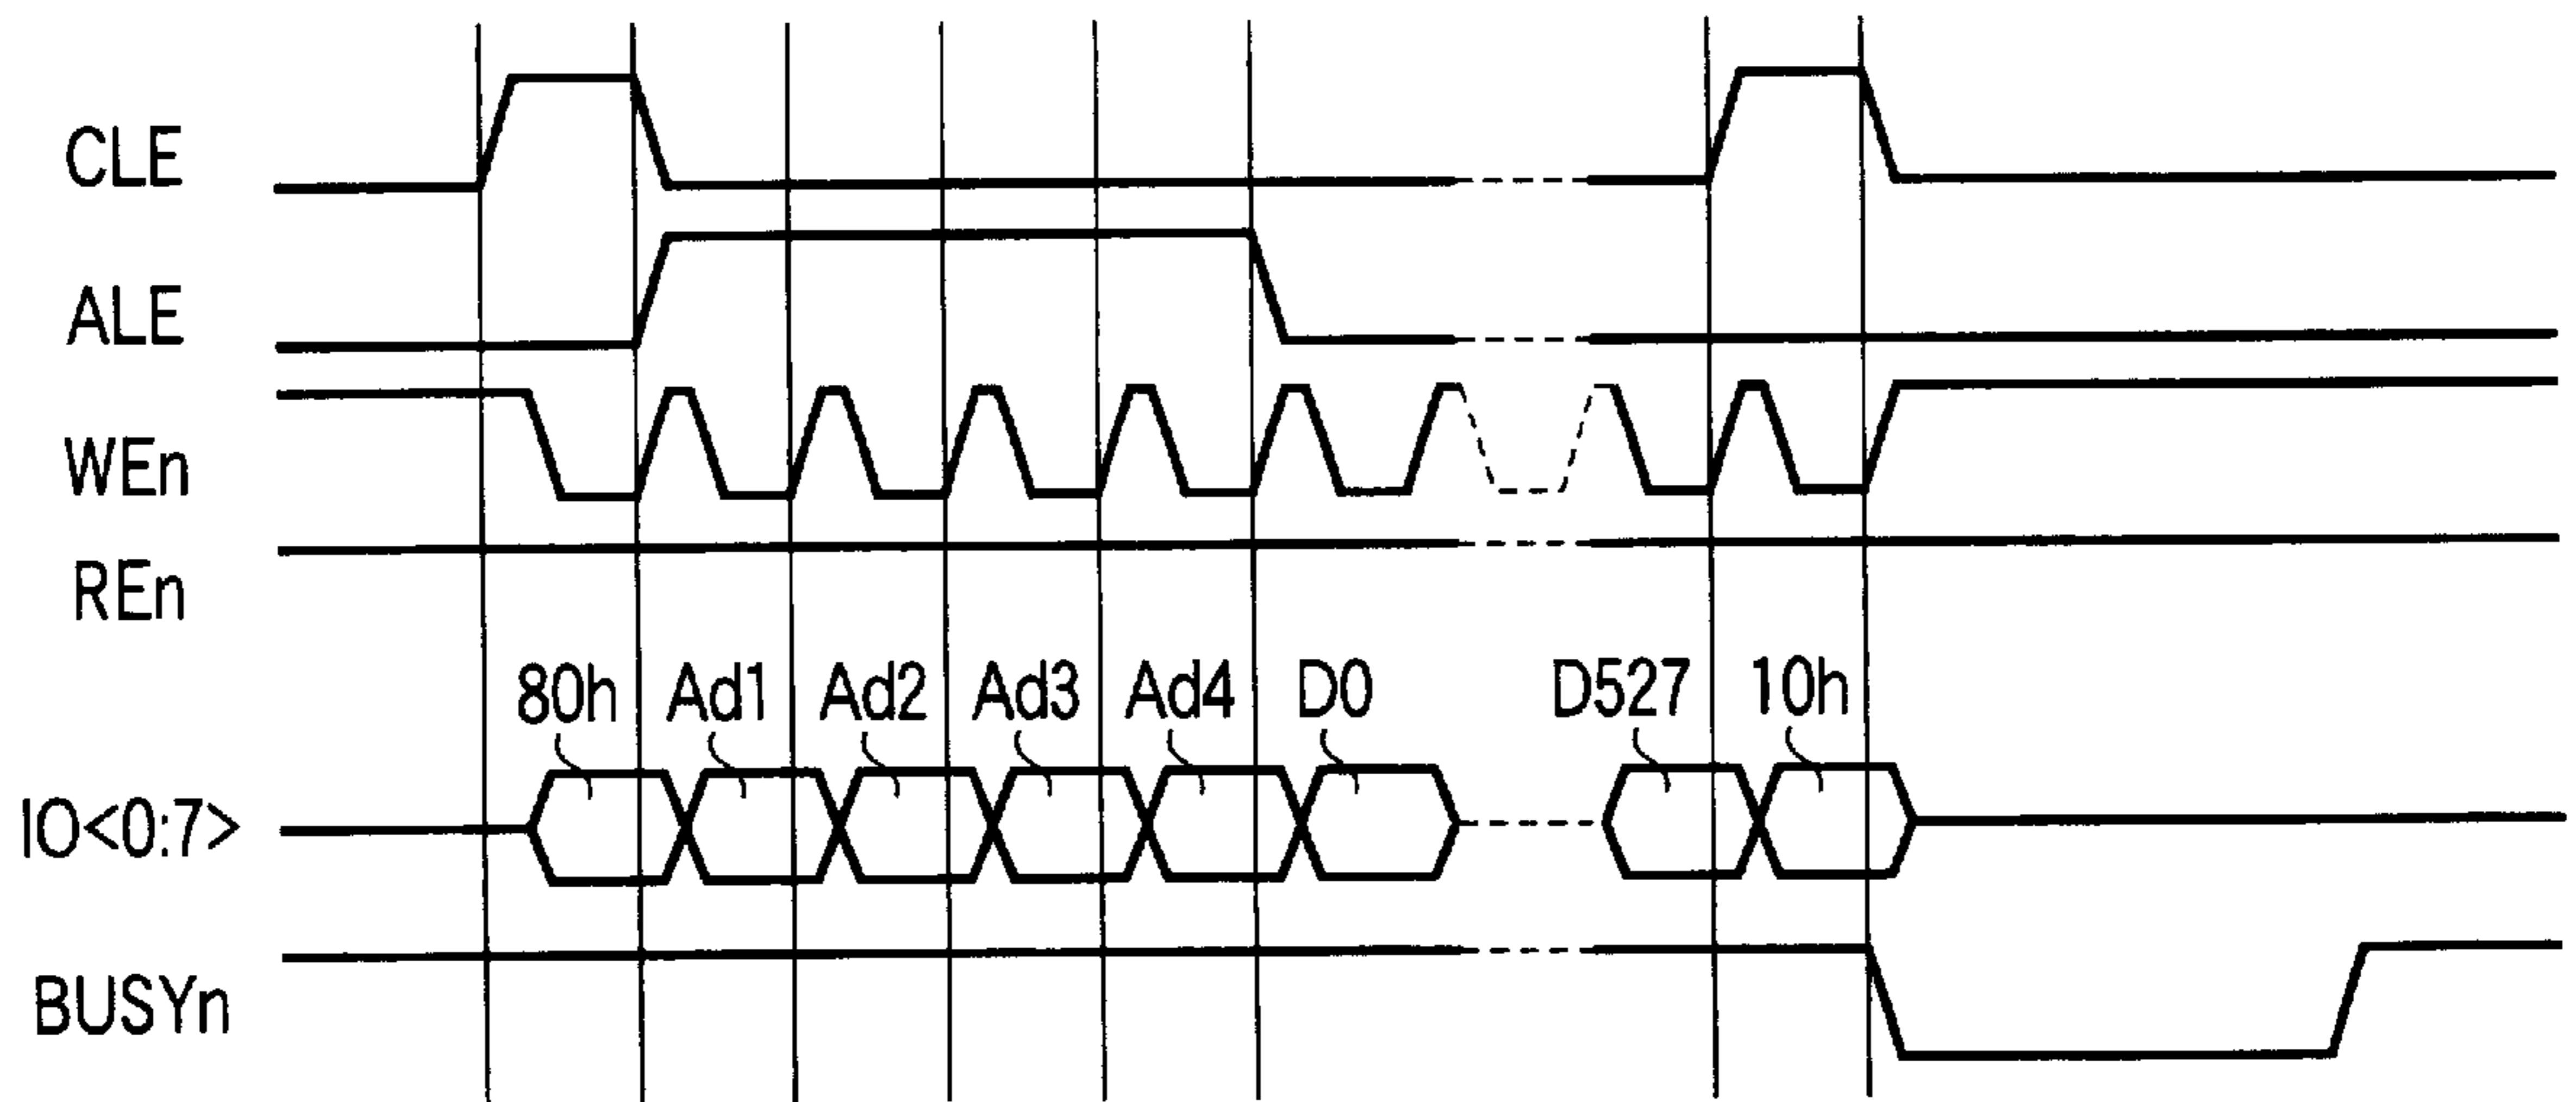 CLE
ALE
WEn
REn
80h Ad1 Ad2 Ad3 Ad4 D0 D527 10h
IO<0:7>
BUSYn